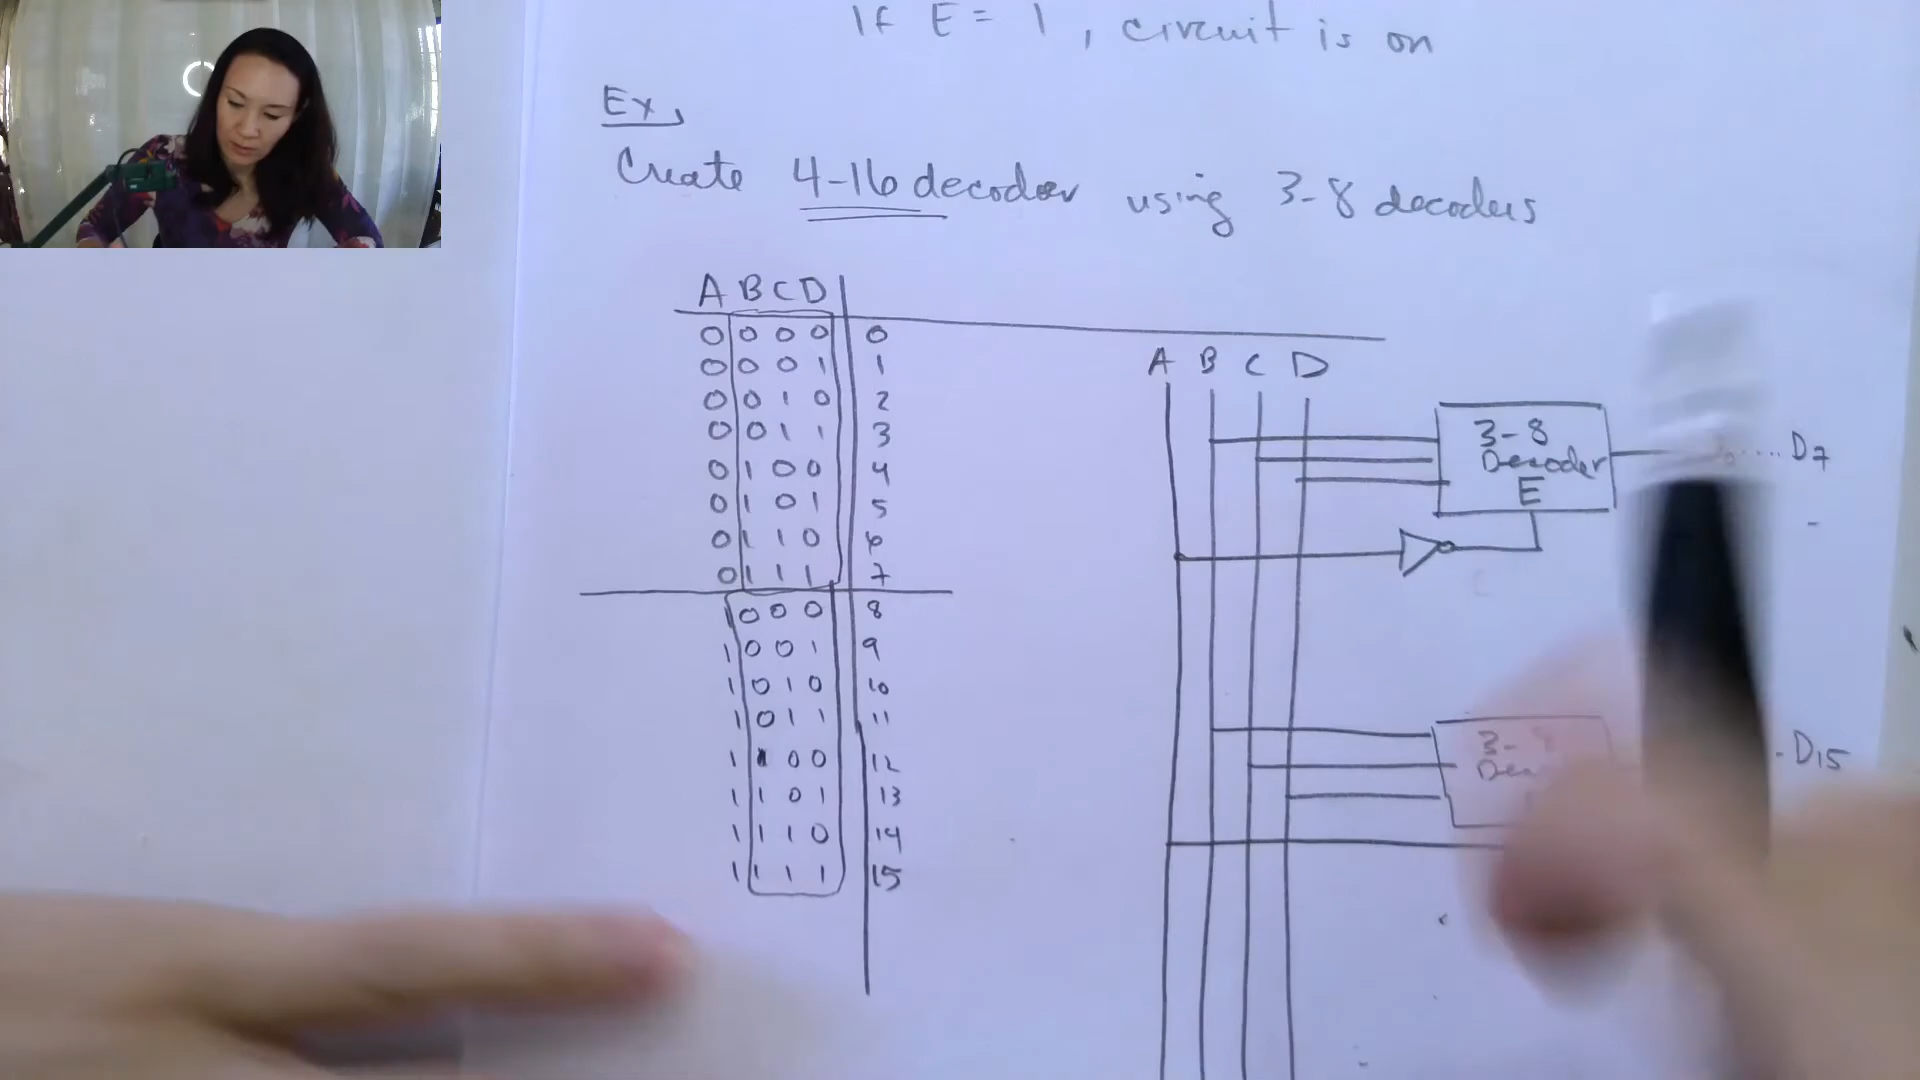 If E = 1, circuit is on
Ex,
Create 4-16 decoder using 3-8 decoders
A B C D
0 0 0 0 0
0 0 0 1 1
0 0 1 0 2
0 0 1 1 3
0 1 0 0 4
0 1 0 1 5
0 1 1 0 6
0 1 1 1 7
1 0 0 0 8
1 0 0 1 9
1 0 1 0 10
1 0 1 1 11
1 1 0 0 12
1 1 0 1 13
1 1 1 0 14
1 1 1 1 15
A B C D
3-8
Decoder
E
.... D7
3-
- D15